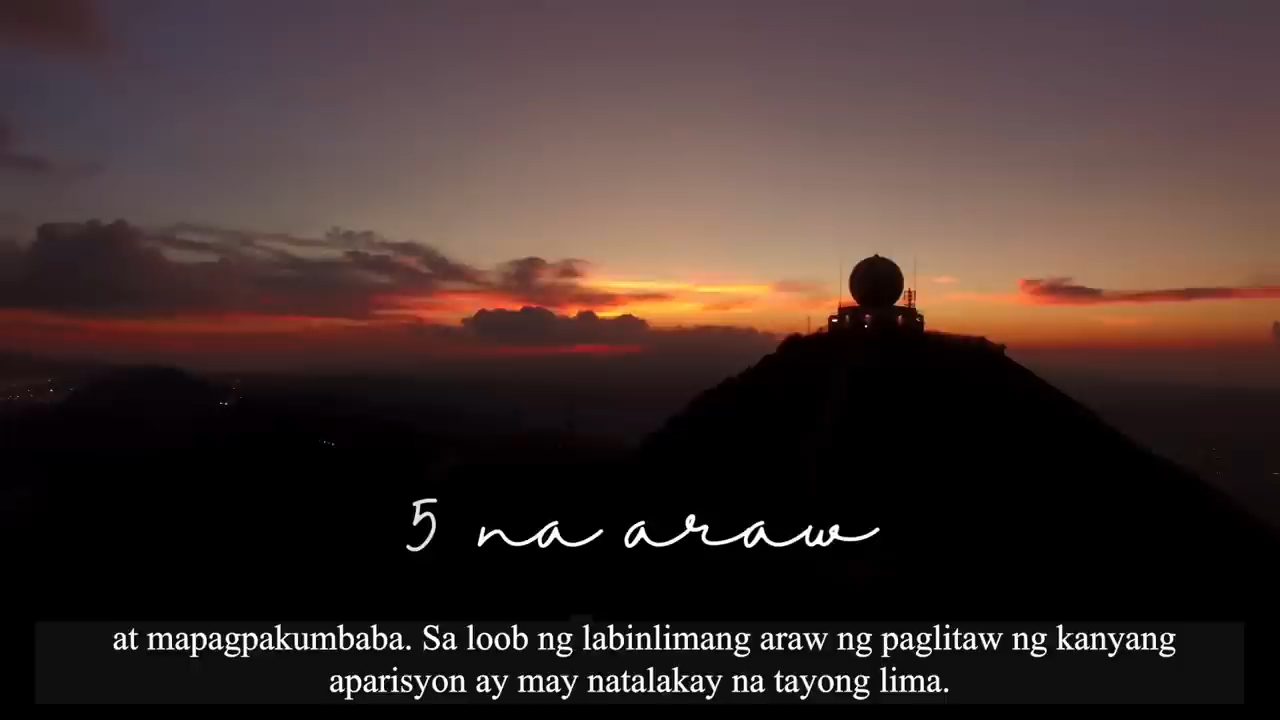 5 na araw
at mapagpakumbaba. Sa loob ng labinlimang araw ng paglitaw ng kanyang
aparisyon ay may natalakay na tayong lima.